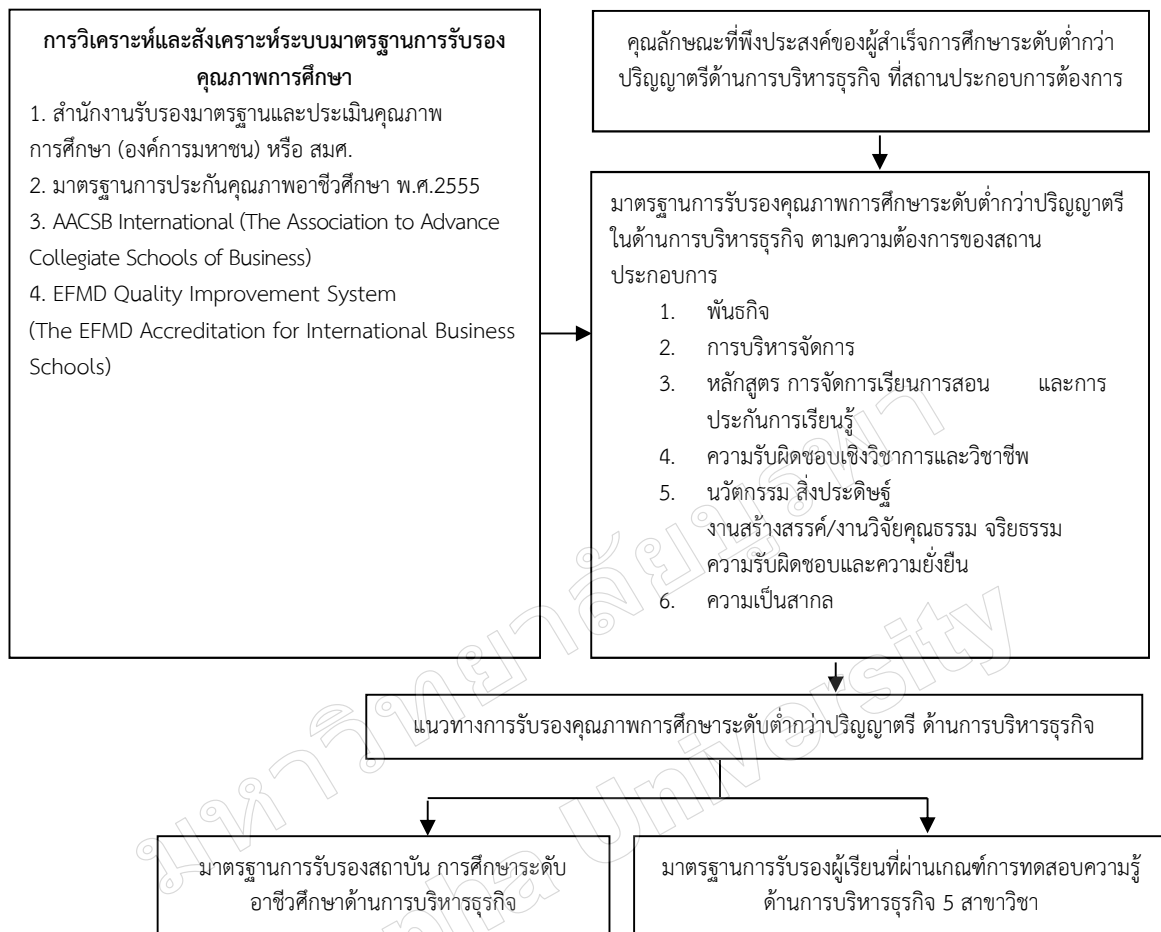 การวิเคราะห์และสังเคราะห์ระบบมาตรฐานการรับรอง
คุณภาพการศึกษา
1. สำนักงานรับรองมาตรฐานและประเมินคุณภาพ
การศึกษา (องค์การมหาชน) หรือ สมศ.
2. มาตรฐานการประกันคุณภาพอาชีวศึกษา พ.ศ.2555
3. AACSB International (The Association to Advance
Collegiate Schools of Business)
4. EFMD Quality Improvement System
(The EFMD Accreditation for International Business
Schools)
คุณลักษณะที่พึงประสงค์ของผู้สำเร็จการศึกษาระดับต่ำกว่า
ปริญญาตรีด้านการบริหารธุรกิจ ที่สถานประกอบการต้องการ
มาตรฐานการรับรองคุณภาพการศึกษาระดับต่ำกว่าปริญญาตรี
ในด้านการบริหารธุรกิจ ตามความต้องการของสถาน
ประกอบการ
1. พันธกิจ
2. การบริหารจัดการ
3. หลักสูตร การจัดการเรียนการสอน และการ
ประกันการเรียนรู้
4. ความรับผิดชอบเชิงวิชาการและวิชาชีพ
5. นวัตกรรม สิ่งประดิษฐ์
งานสร้างสรรค์/งานวิจัยคุณธรรม จริยธรรม
ความรับผิดชอบและความยั่งยืน
6. ความเป็นสากล
แนวทางการรับรองคุณภาพการศึกษาระดับต่ำกว่าปริญญาตรี ด้านการบริหารธุรกิจ
มาตรฐานการรับรองสถาบัน การศึกษาระดับ
อาชีวศึกษาด้านการบริหารธุรกิจ
มาตรฐานการรับรองผู้เรียนที่ผ่านเกณฑ์การทดสอบความรู้
ด้านการบริหารธุรกิจ 5 สาขาวิชา
มหาวิทยาลัยบูรพา
University